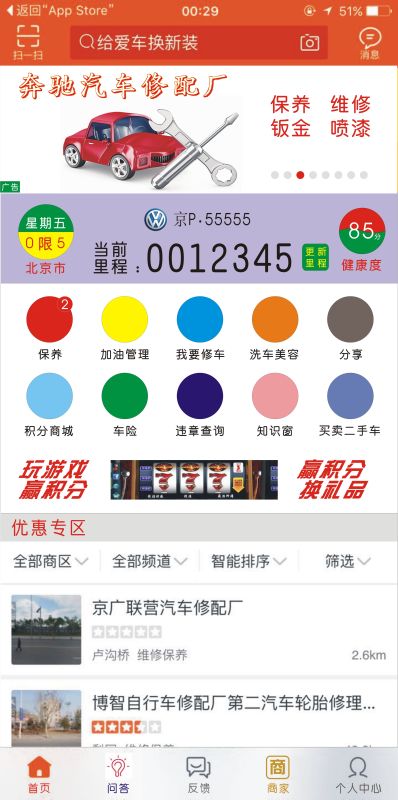 返回“App Store” 00:29 51%
扫一扫 给爱车换新装 消息
奔驰汽车修配厂
保养 维修
钣金 喷漆
广告
星期五
0限5
北京市
京P·55555
当前里程： 0012345 更新里程
85分
健康度
2
保养 加油管理 我要修车 洗车美容 分享
积分商城 车险 违章查询 知识窗 买卖二手车
玩游戏
赢积分
7 7 7
赢积分
换礼品
优惠专区
全部商区 全部频道 智能排序 筛选
京广联营汽车修配厂
卢沟桥 维修保养 2.6km
博智自行车修配厂第二汽车轮胎修理...
首页 问答 反馈 商 商家 个人中心